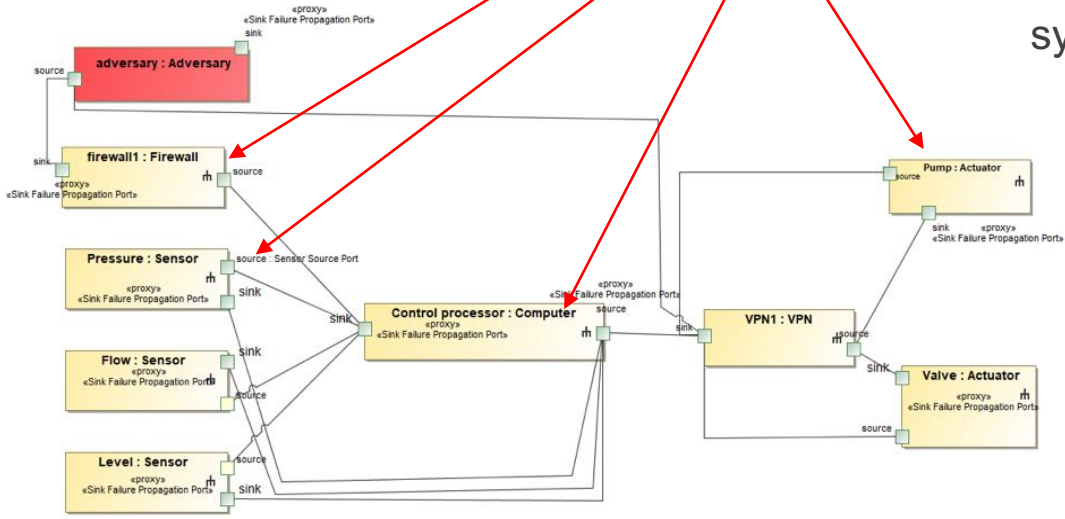 «proxy»
«Sink Failure Propagation Port»
sink
sy
adversary : Adversary
source
firewall1 : Firewall
sink
source
«proxy»
«Sink Failure Propagation Port»
Pump : Actuator
source
sink
«proxy»
«Sink Failure Propagation Port»
Pressure : Sensor
source : Sensor Source Port
«proxy»
«Sink Failure Propagation Port»
sink
«proxy»
«Sink Failure Propagation Port»
source
Control processor : Computer
sink
«proxy»
«Sink Failure Propagation Port»
VPN1 : VPN
sink
source
Flow : Sensor
sink
«proxy»
«Sink Failure Propagation Port»
source
Valve : Actuator
sink
«proxy»
«Sink Failure Propagation Port»
source
Level : Sensor
source
«proxy»
«Sink Failure Propagation Port»
sink